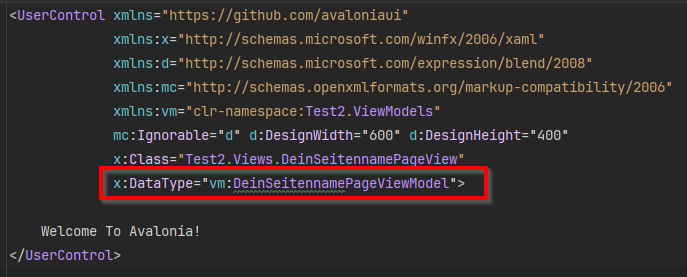 <UserControl xmlns="https://github.com/avaloniaui"
xmlns:x="http://schemas.microsoft.com/winfx/2006/xaml"
xmlns:d="http://schemas.microsoft.com/expression/blend/2008"
xmlns:mc="http://schemas.openxmlformats.org/markup-compatibility/2006"
xmlns:vm="clr-namespace:Test2.ViewModels"
mc:Ignorable="d" d:DesignWidth="600" d:DesignHeight="400"
x:Class="Test2.Views.DeinSeitennamePageView"
x:DataType="vm:DeinSeitennamePageViewModel">
Welcome To Avalonia!
</UserControl>